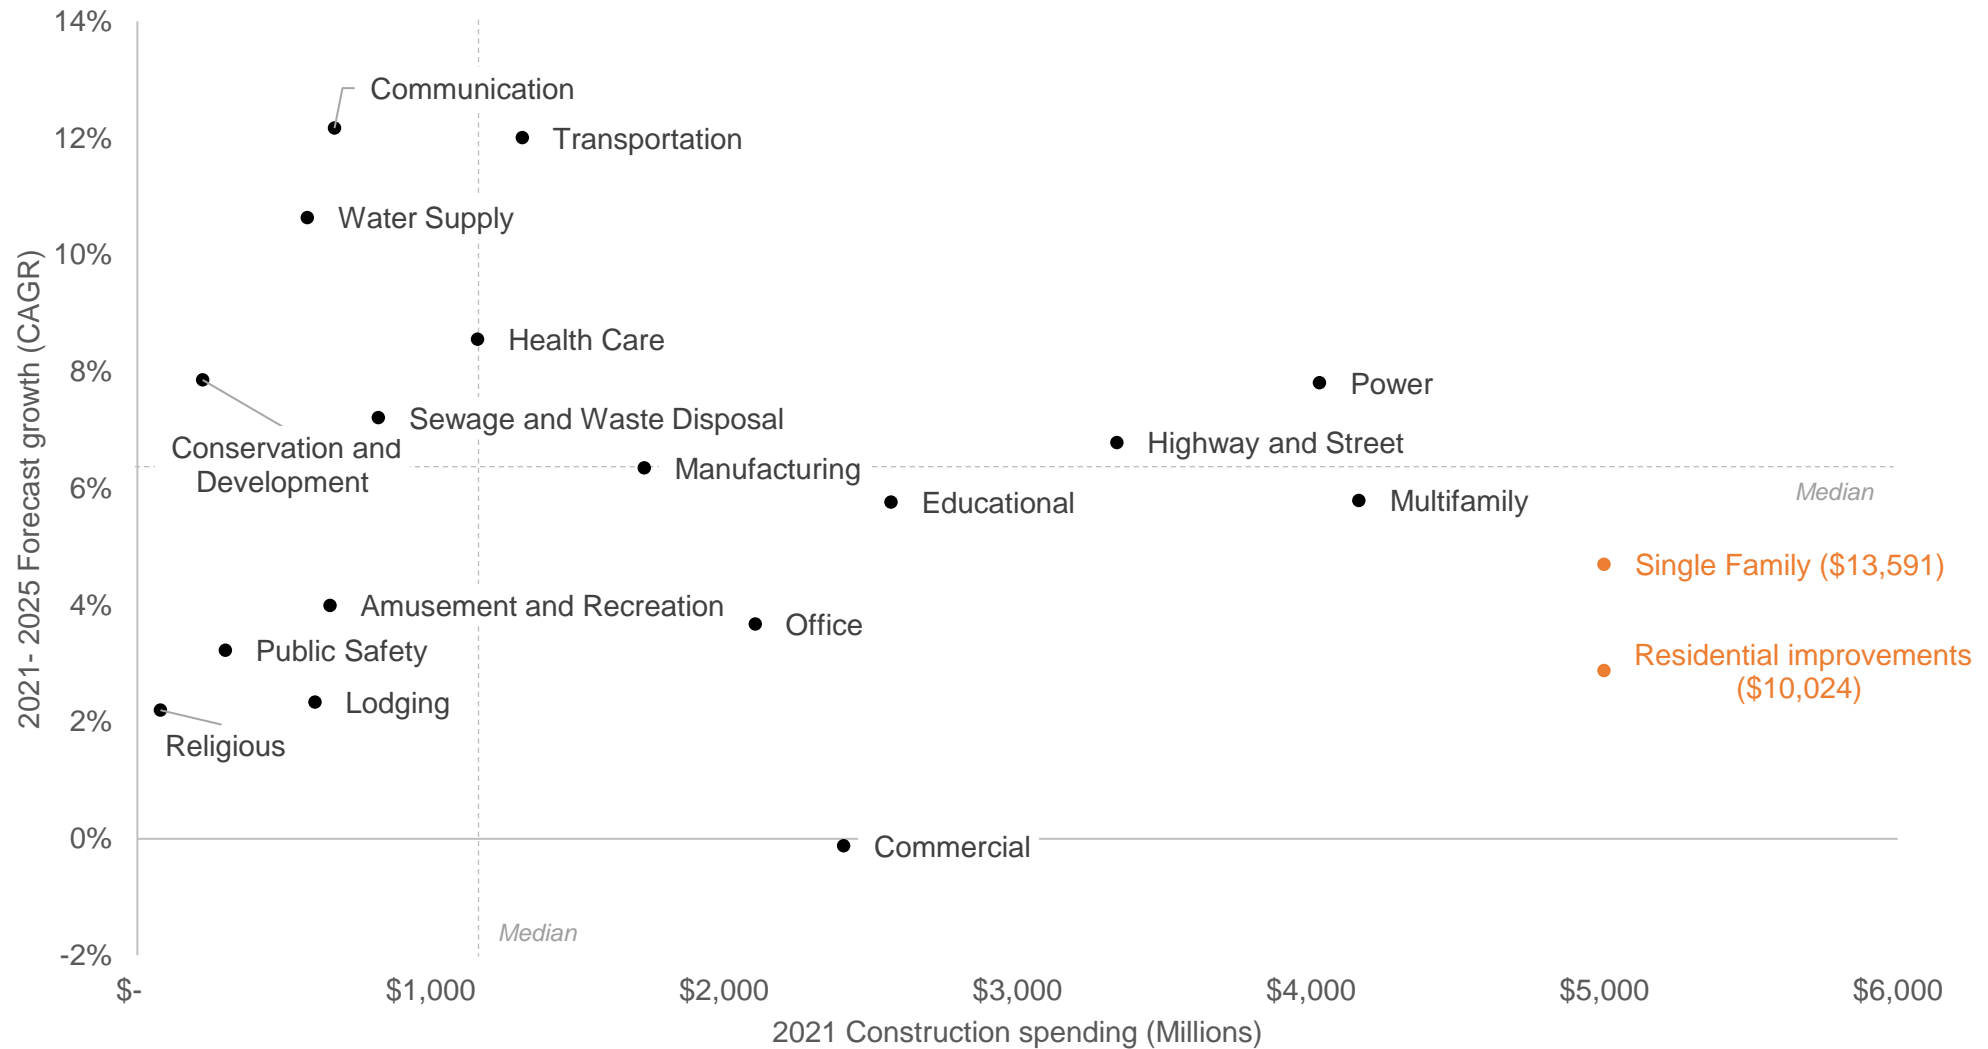 14%
Communication
12%
Transportation
Water Supply
10%
Health Care
8%
Power
Sewage and Waste Disposal
Highway and Street
Conservation and
Development
Manufacturing
6%
Median
Educational
Multifamily
Single Family ($13,591)
4%
Amusement and Recreation
Office
Public Safety
Residential improvements
($10,024)
Lodging
2%
Religious
0%
Commercial
Median
-2%
$-
$1,000
$2,000
$3,000
$4,000
$5,000
$6,000
2021 Construction spending (Millions)
2021- 2025 Forecast growth (CAGR)